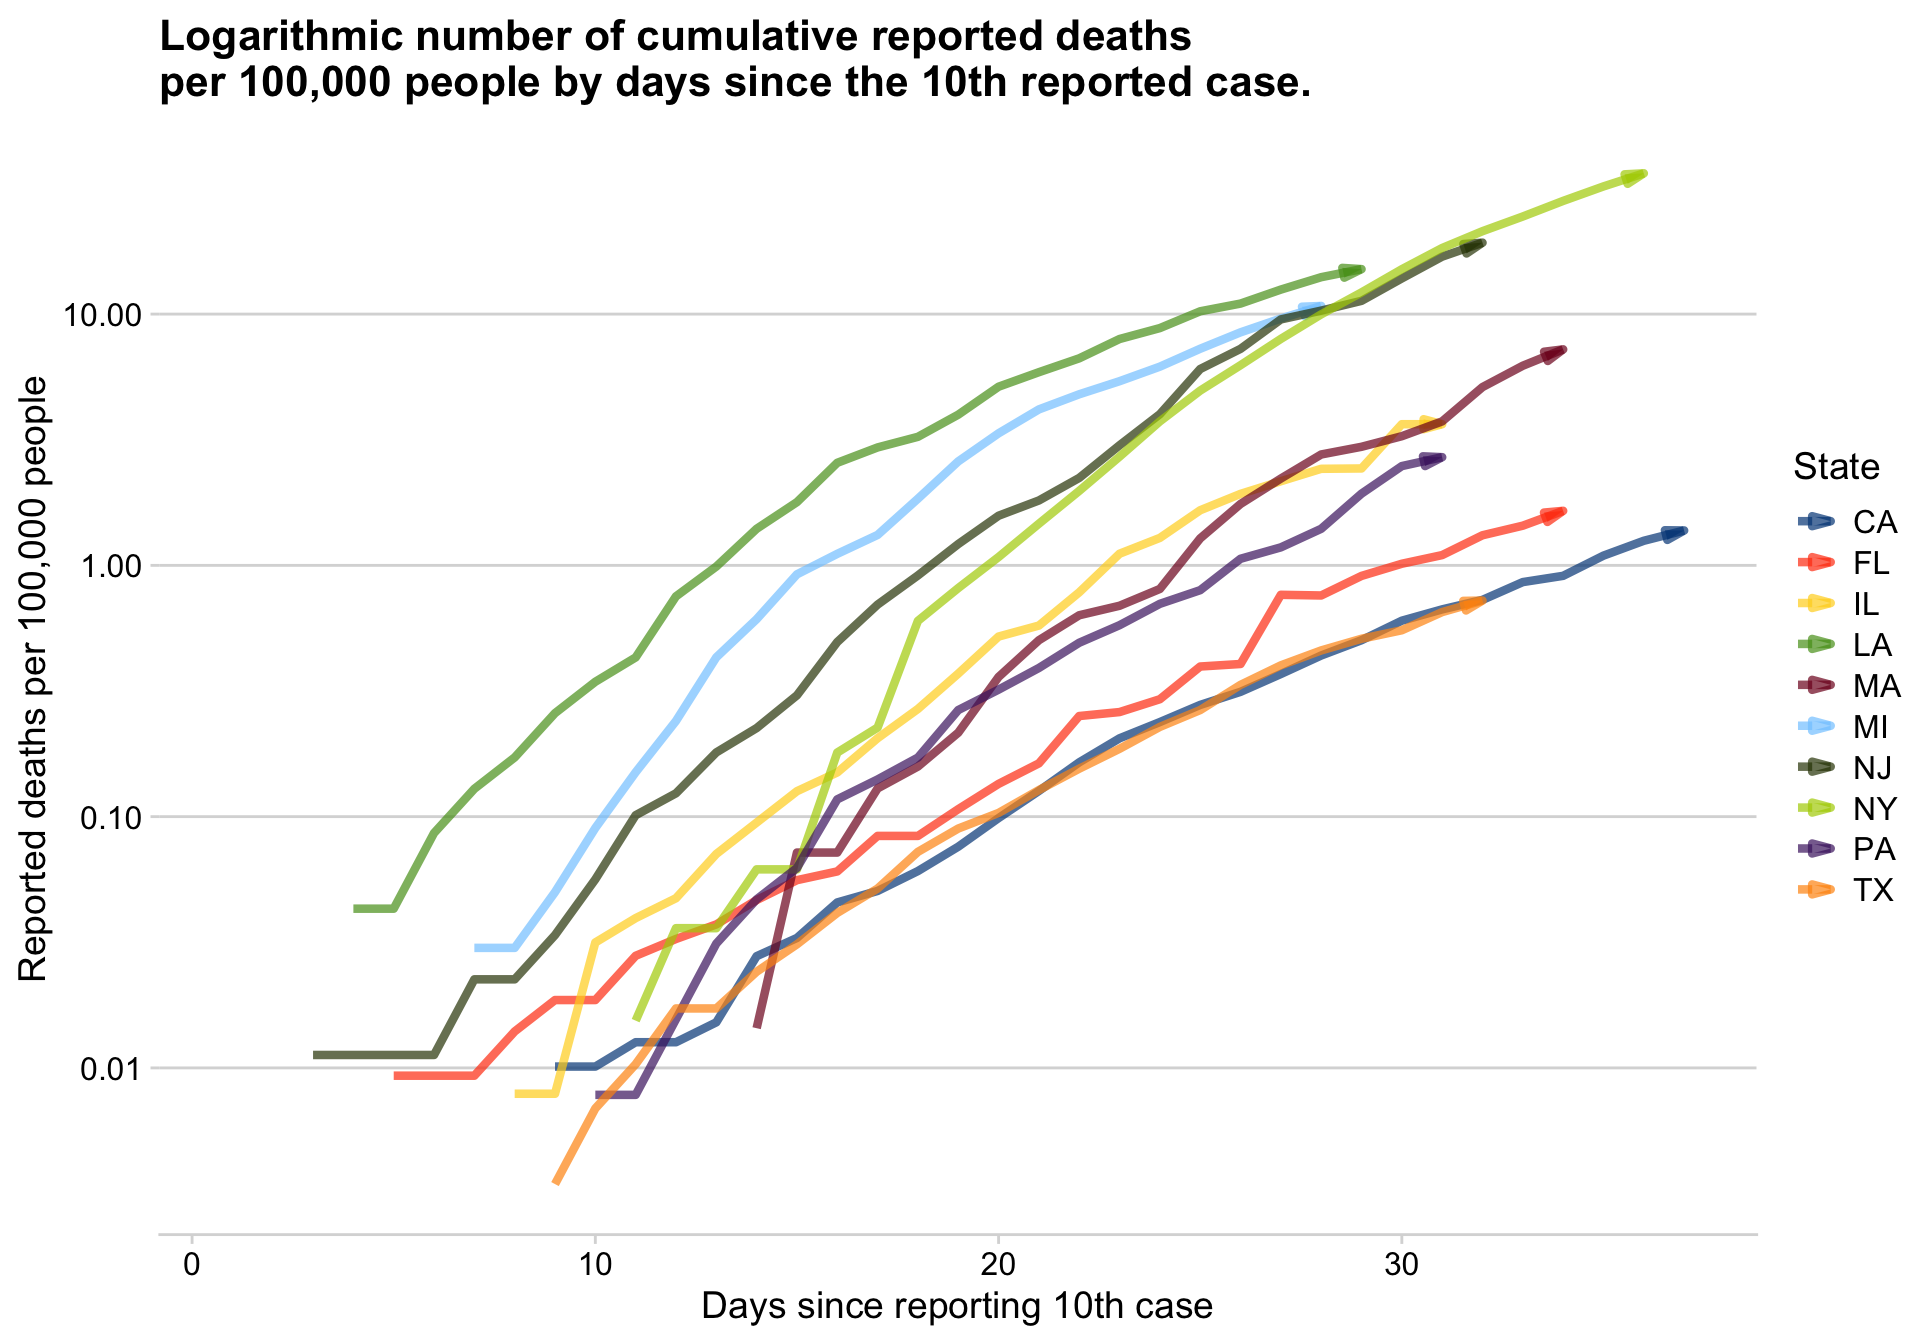 Logarithmic number of cumulative reported deaths
per 100,000 people by days since the 10th reported case.
Reported deaths per 100,000 people
10.00
1.00
0.10
0.01
0
10
20
30
Days since reporting 10th case
State
CA
FL
IL
LA
MA
MI
NJ
NY
PA
TX